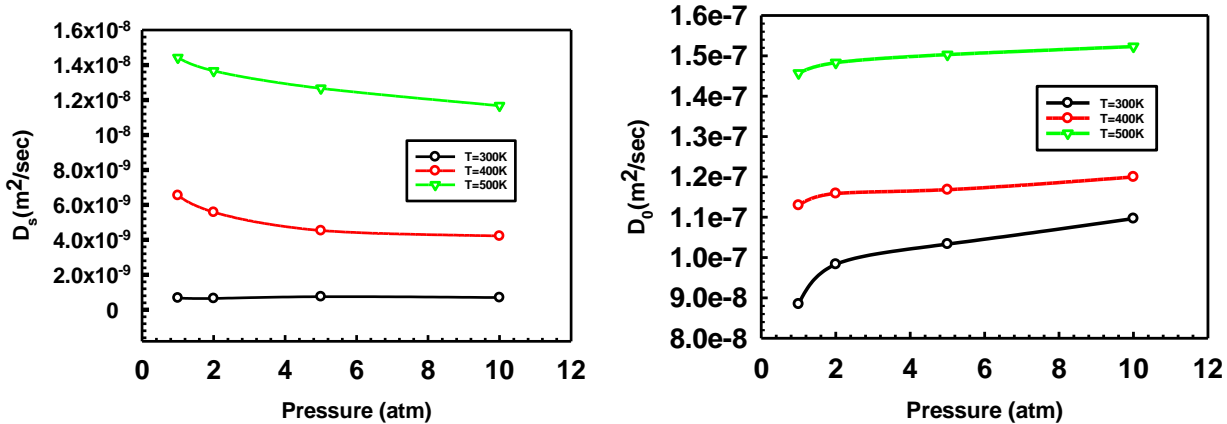 1.6x10⁻⁸
1.4x10⁻⁸
1.2x10⁻⁸
10⁻⁸
8.0x10⁻⁹
6.0x10⁻⁹
4.0x10⁻⁹
2.0x10⁻⁹
0
D_s(m²/sec)
T=300K
T=400K
T=500K
0 2 4 6 8 10 12
Pressure (atm)
1.6e-7
1.5e-7
1.4e-7
1.3e-7
1.2e-7
1.1e-7
1.0e-7
9.0e-8
8.0e-8
D₀(m²/sec)
T=300K
T=400K
T=500K
0 2 4 6 8 10 12
Pressure (atm)